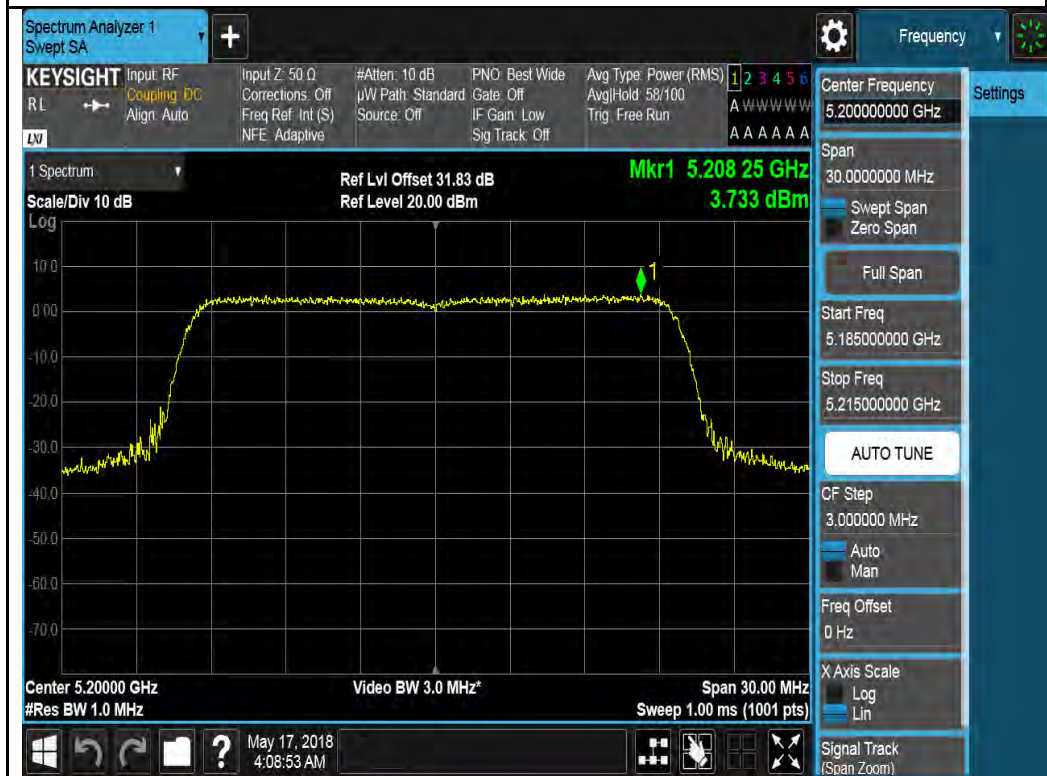 Spectrum Analyzer 1
Swept SA
+
Frequency
KEYSIGHT
RL
LXI
Input: RF
Coupling: DC
Align: Auto
Input Z: 50 Ω
Corrections: Off
Freq Ref: Int (S)
NFE: Adaptive
#Atten: 10 dB
µW Path: Standard
Source: Off
PNO: Best Wide
Gate: Off
IF Gain: Low
Sig Track: Off
Avg Type: Power (RMS)
Avg|Hold: 58/100
Trig: Free Run
1 2 3 4 5 6
A W W W W W
A A A A A A
1 Spectrum
Scale/Div 10 dB
Log
Ref Lvl Offset 31.83 dB
Ref Level 20.00 dBm
Mkr1 5.208 25 GHz
3.733 dBm
1
10.0
0.00
-10.0
-20.0
-30.0
-40.0
-50.0
-60.0
-70.0
Center 5.20000 GHz
#Res BW 1.0 MHz
Video BW 3.0 MHz*
Span 30.00 MHz
Sweep 1.00 ms (1001 pts)
?
May 17, 2018
4:08:53 AM
Center Frequency
5.200000000 GHz
Span
30.0000000 MHz
Swept Span
Zero Span
Full Span
Start Freq
5.185000000 GHz
Stop Freq
5.215000000 GHz
AUTO TUNE
CF Step
3.000000 MHz
Auto
Man
Freq Offset
0 Hz
X Axis Scale
Log
Lin
Signal Track
(Span Zoom)
Settings